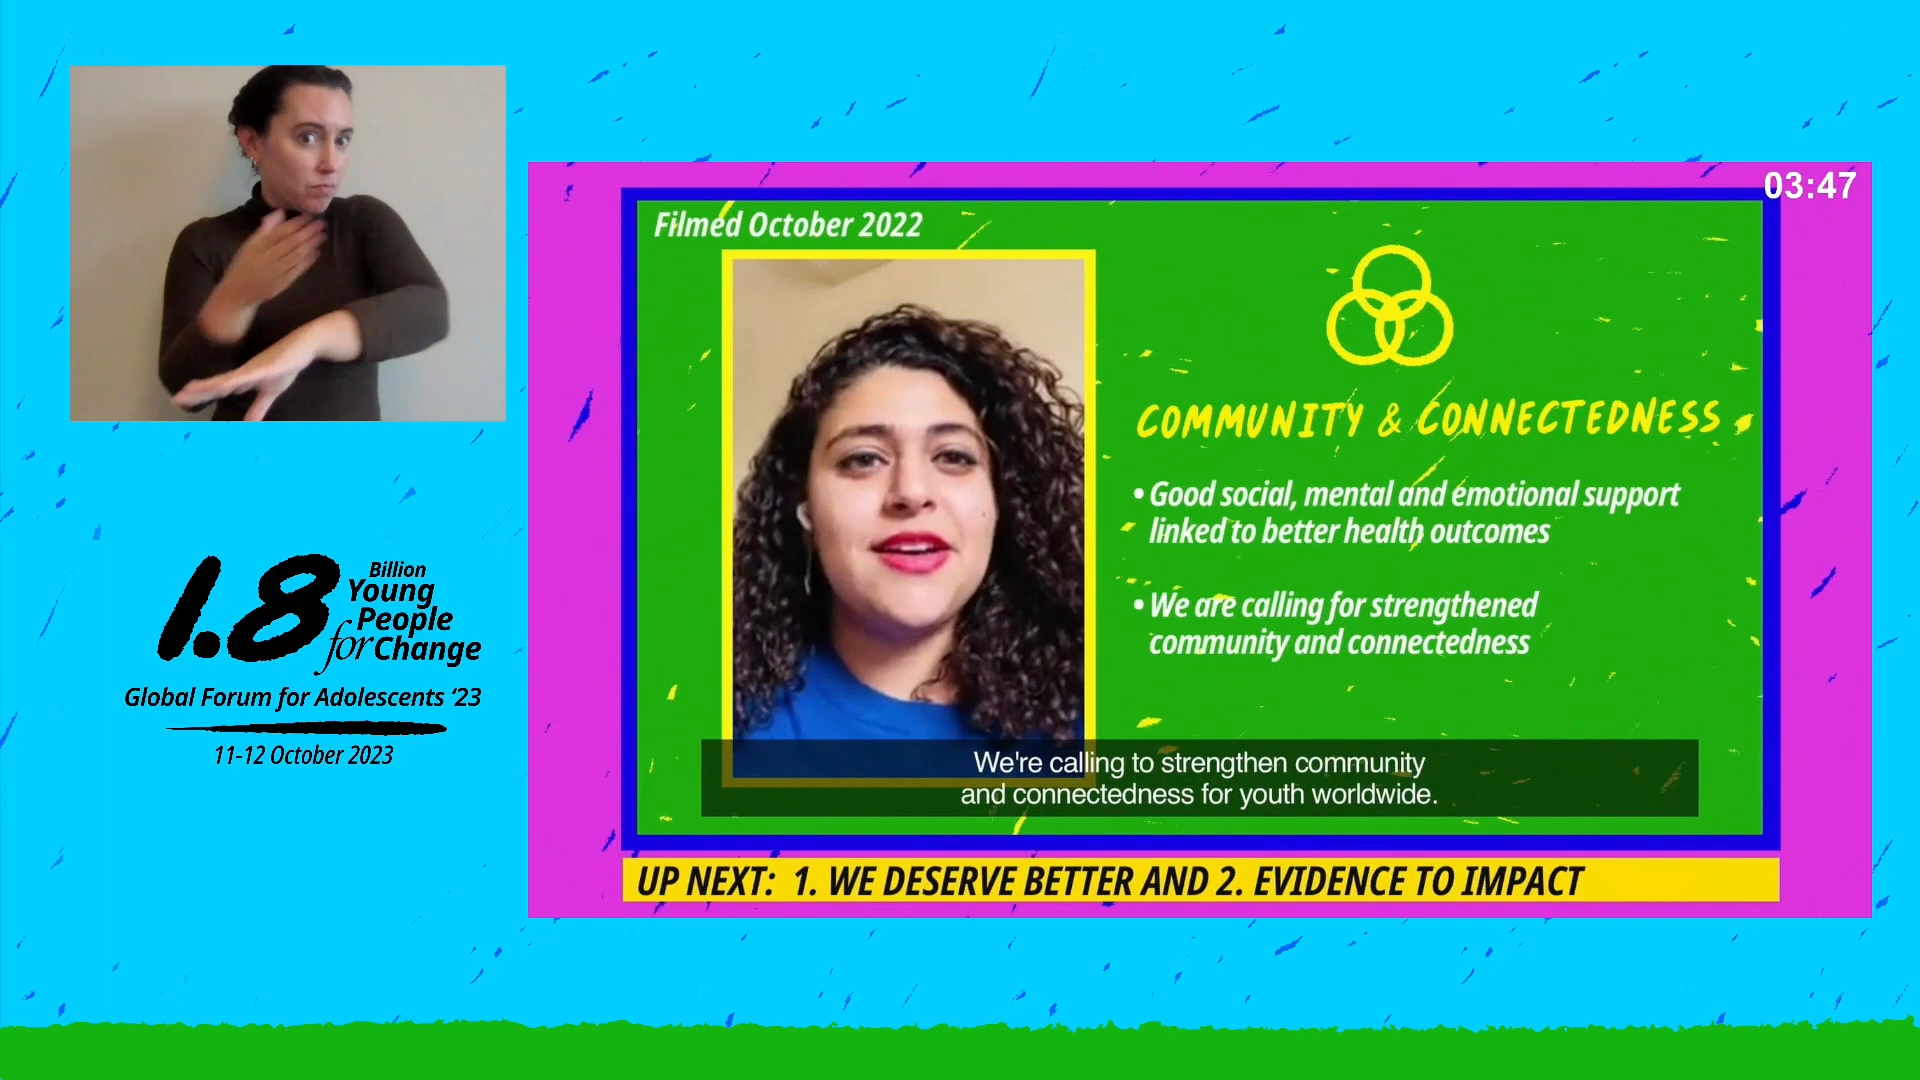 03:47
Filmed October 2022
COMMUNITY & CONNECTEDNESS
• Good social, mental and emotional support
linked to better health outcomes
• We are calling for strengthened
community and connectedness
We're calling to strengthen community
and connectedness for youth worldwide.
UP NEXT: 1. WE DESERVE BETTER AND 2. EVIDENCE TO IMPACT
1.8 Billion
Young
People
for Change
Global Forum for Adolescents ‘23
11-12 October 2023